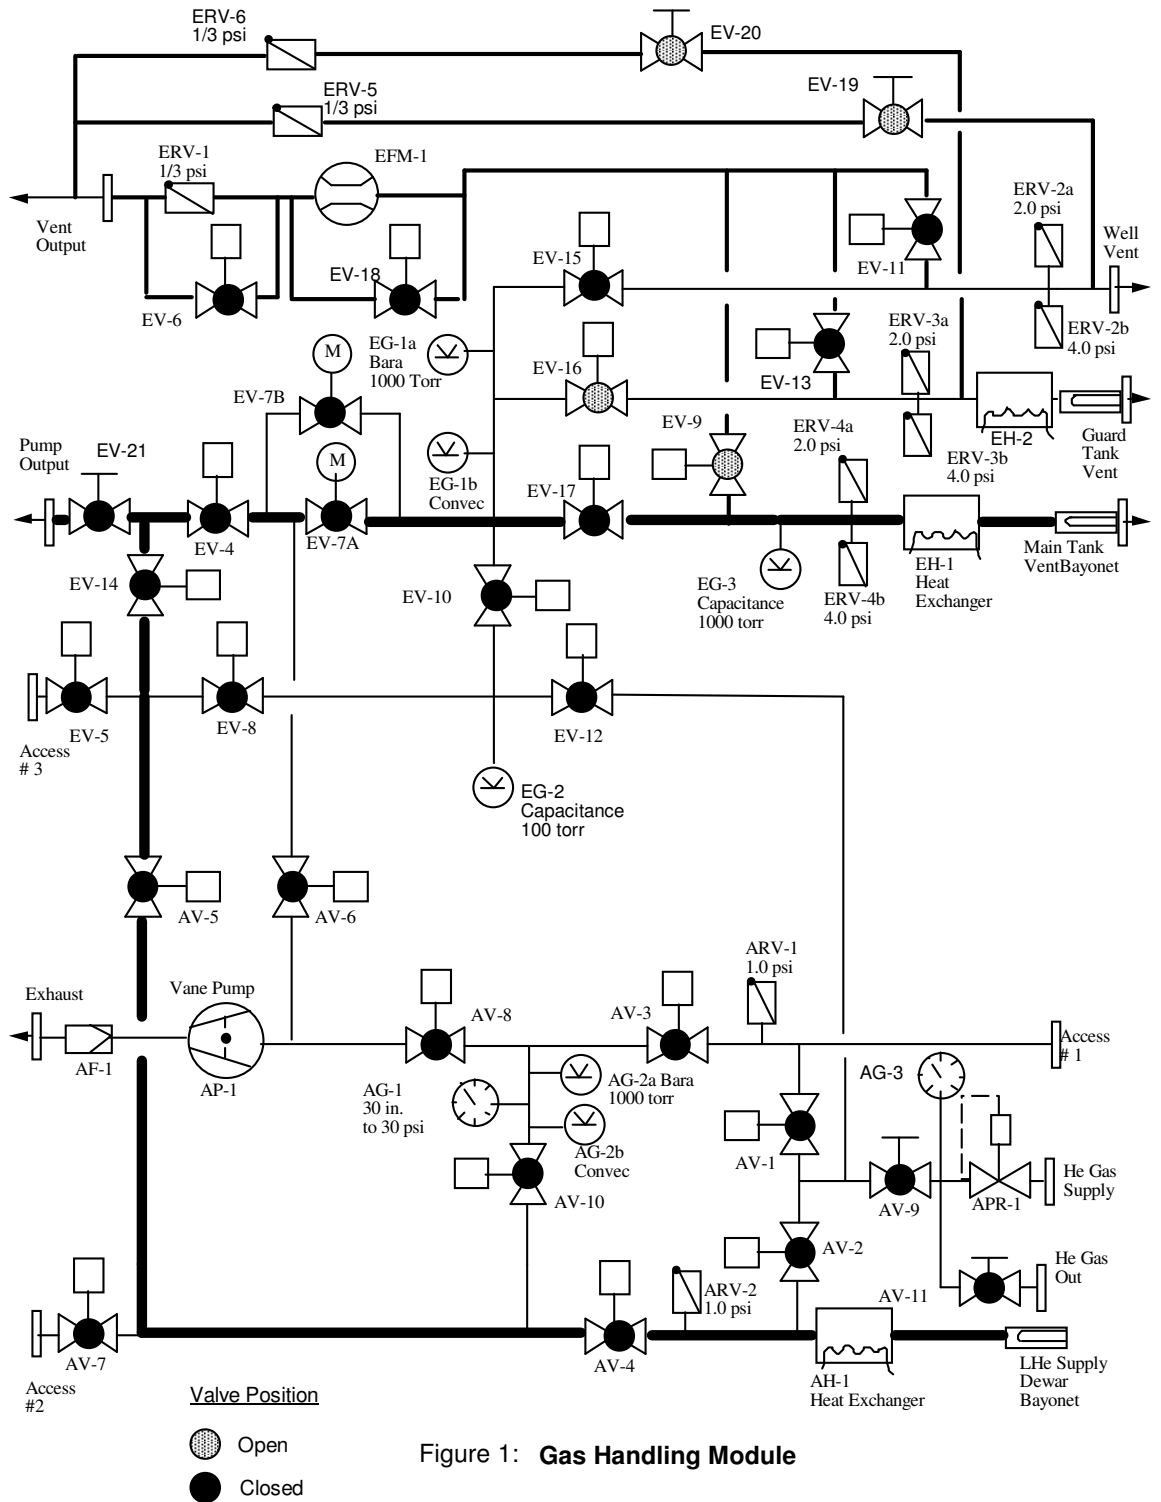 ERV-6
1/3 psi
EV-20
ERV-5
1/3 psi
EV-19
ERV-1
1/3 psi
EFM-1
ERV-2a
2.0 psi
Vent
Output
Well
Vent
EV-15
EV-11
EV-18
EV-6
ERV-3a
2.0 psi
ERV-2b
4.0 psi
M
EG-1a
Bara
1000 Torr
EV-16
EV-13
EV-7B
EV-9
ERV-4a
2.0 psi
EH-2
Guard
Tank
Vent
Pump
Output
EV-21
M
EG-1b
Convec
EV-17
ERV-3b
4.0 psi
EV-4
EV-7A
Main Tank
VentBayonet
EV-14
EV-10
EG-3
Capacitance
1000 torr
ERV-4b
4.0 psi
EH-1
Heat
Exchanger
EV-5
EV-8
EV-12
Access
# 3
EG-2
Capacitance
100 torr
AV-5
AV-6
ARV-1
1.0 psi
Exhaust
Vane Pump
AV-8
AV-3
Access
# 1
AF-1
AP-1
AG-1
30 in.
to 30 psi
AG-2a Bara
1000 torr
AG-3
AG-2b
Convec
AV-1
He Gas
Supply
AV-10
AV-9
APR-1
AV-2
He Gas
Out
ARV-2
1.0 psi
AV-11
AV-7
AV-4
Access
#2
AH-1
Heat Exchanger
LHe Supply
Dewar
Bayonet
Valve Position
Open
Closed
Figure 1: Gas Handling Module